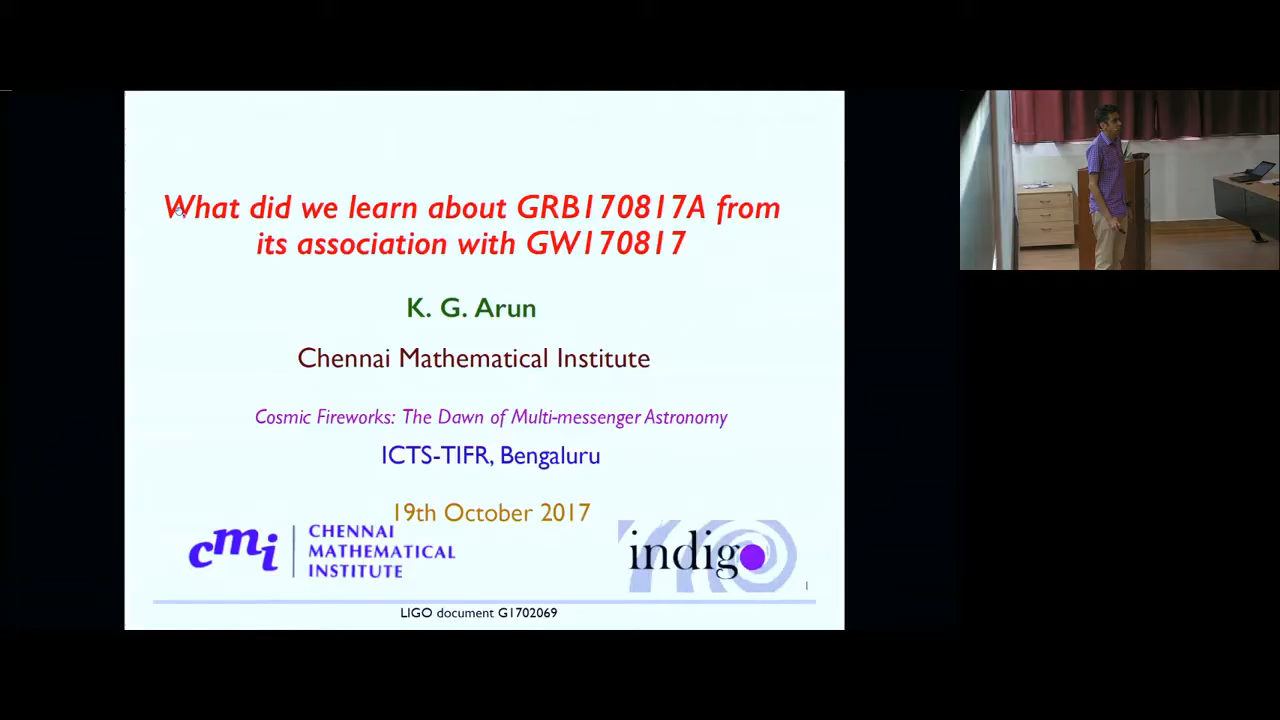 What did we learn about GRB170817A from
its association with GW170817
K. G. Arun
Chennai Mathematical Institute
Cosmic Fireworks: The Dawn of Multi-messenger Astronomy
ICTS-TIFR, Bengaluru
19th October 2017
cmi
CHENNAI
MATHEMATICAL
INSTITUTE
indigo
1
LIGO document G1702069